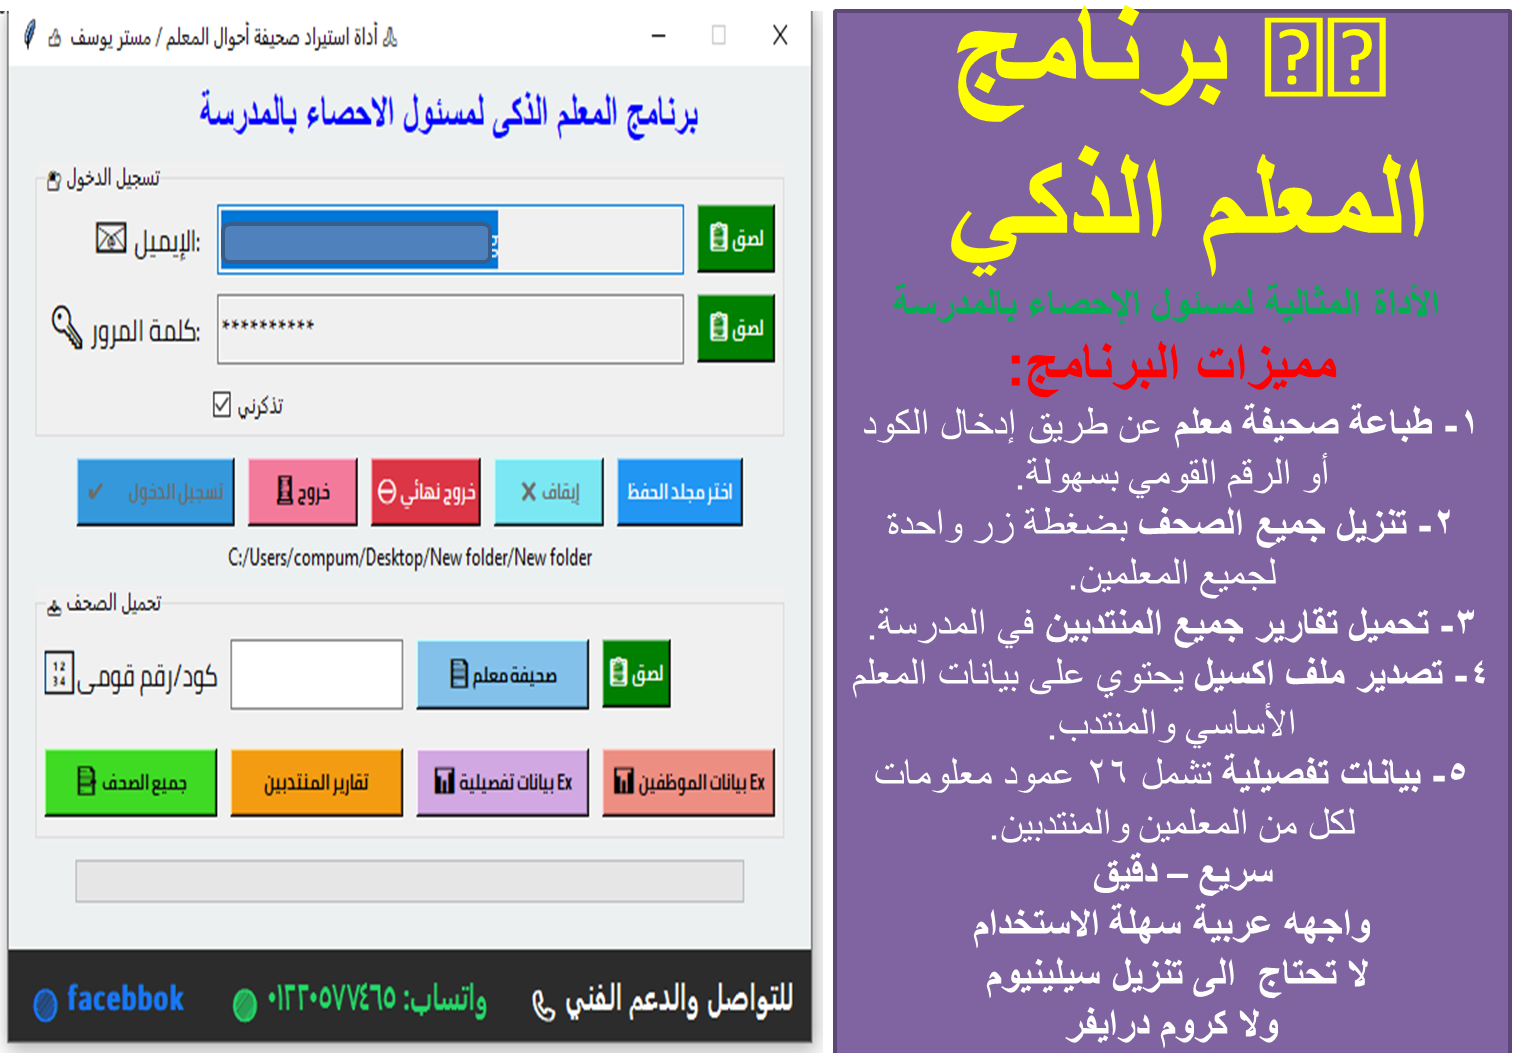 أداة استيراد صحيفة أحوال المعلم / مستر يوسف
برنامج المعلم الذكى لمسئول الاحصاء بالمدرسة
تسجيل الدخول
الإيميل:
لصق
كلمة المرور:
**********
لصق
تذكرني
تسجيل الدخول
خروج
خروج نهائي
إيقاف
اختر مجلد الحفظ
C:/Users/compum/Desktop/New folder/New folder
تحميل الصحف
كود/رقم قومى
صحيفة معلم
لصق
جميع الصحف
تقارير المنتدبين
بيانات تفصيلية Ex
بيانات الموظفين Ex
للتواصل والدعم الفني
واتساب: ٠١٢٢٠٥٧٧٤٦٥
facebbok
برنامج
المعلم الذكي
الأداة المثالية لمسئول الإحصاء بالمدرسة
مميزات البرنامج:
١- طباعة صحيفة معلم عن طريق إدخال الكود
أو الرقم القومي بسهولة.
٢- تنزيل جميع الصحف بضغطة زر واحدة
لجميع المعلمين.
٣- تحميل تقارير جميع المنتدبين في المدرسة.
٤- تصدير ملف اكسيل يحتوي على بيانات المعلم
الأساسي والمنتدب.
٥- بيانات تفصيلية تشمل ٢٦ عمود معلومات
لكل من المعلمين والمنتدبين.
سريع – دقيق
واجهه عربية سهلة الاستخدام
لا تحتاج الى تنزيل سيلينيوم
ولا كروم درايفر